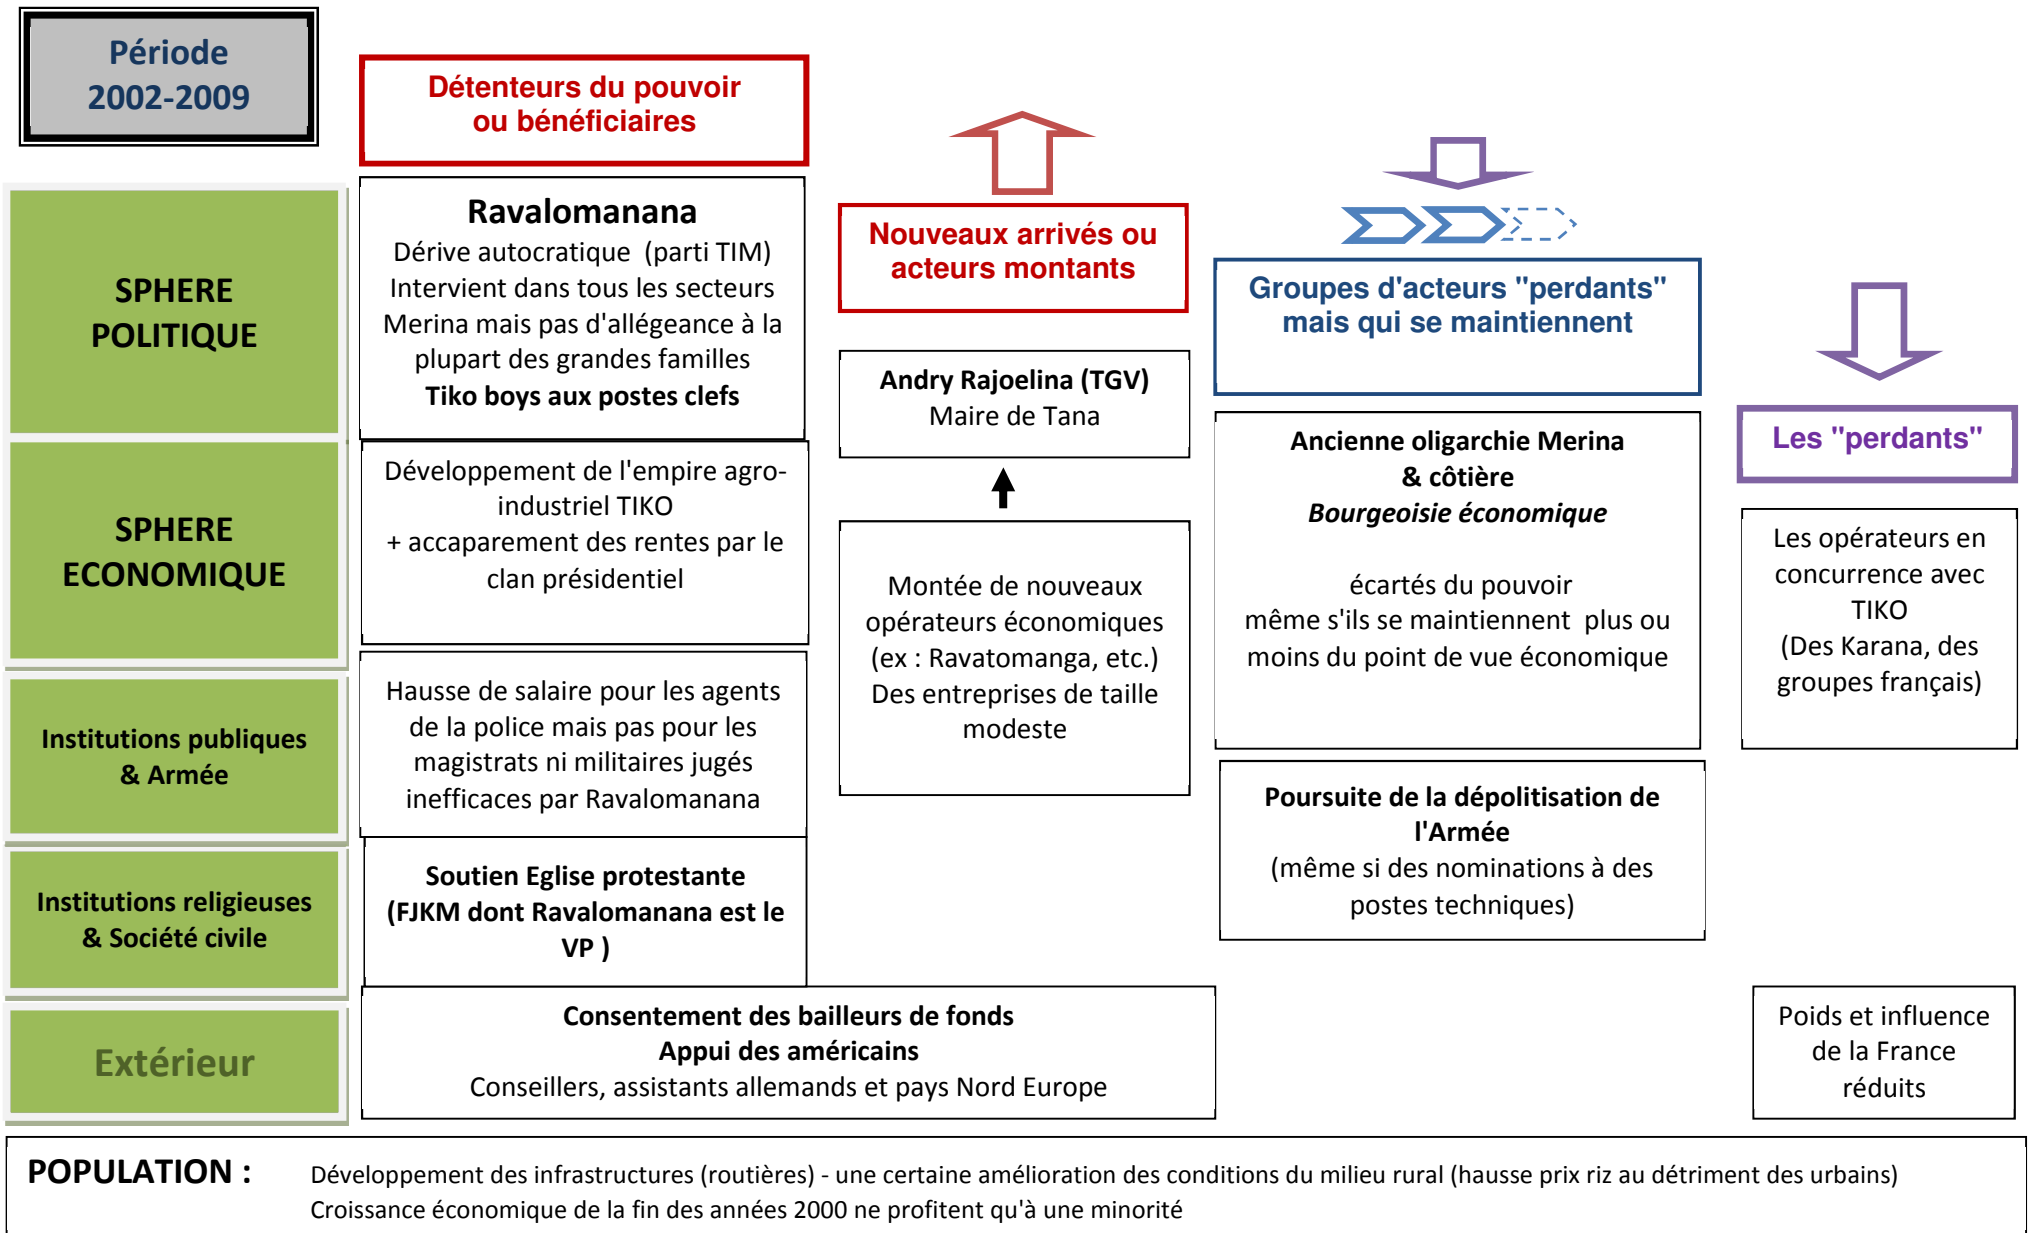 Période
2002-2009
Détenteurs du pouvoir
ou bénéficiaires
Nouveaux arrivés ou
acteurs montants
Groupes d'acteurs "perdants"
mais qui se maintiennent
Les "perdants"
SPHERE
POLITIQUE
Ravalomanana
Dérive autocratique (parti TIM)
Intervient dans tous les secteurs
Merina mais pas d'allégeance à la
plupart des grandes familles
Tiko boys aux postes clefs
Andry Rajoelina (TGV)
Maire de Tana
SPHERE
ECONOMIQUE
Développement de l'empire agro-
industriel TIKO
+ accaparement des rentes par le
clan présidentiel
Montée de nouveaux
opérateurs économiques
(ex : Ravatomanga, etc.)
Des entreprises de taille
modeste
Ancienne oligarchie Merina
& côtière
Bourgeoisie économique
écartés du pouvoir
même s'ils se maintiennent plus ou
moins du point de vue économique
Les opérateurs en
concurrence avec
TIKO
(Des Karana, des
groupes français)
Institutions publiques
& Armée
Hausse de salaire pour les agents
de la police mais pas pour les
magistrats ni militaires jugés
inefficaces par Ravalomanana
Poursuite de la dépolitisation de
l'Armée
(même si des nominations à des
postes techniques)
Institutions religieuses
& Société civile
Soutien Eglise protestante
(FJKM dont Ravalomanana est le
VP )
Extérieur
Consentement des bailleurs de fonds
Appui des américains
Conseillers, assistants allemands et pays Nord Europe
Poids et influence
de la France
réduits
POPULATION : Développement des infrastructures (routières) - une certaine amélioration des conditions du milieu rural (hausse prix riz au détriment des urbains)
Croissance économique de la fin des années 2000 ne profitent qu'à une minorité